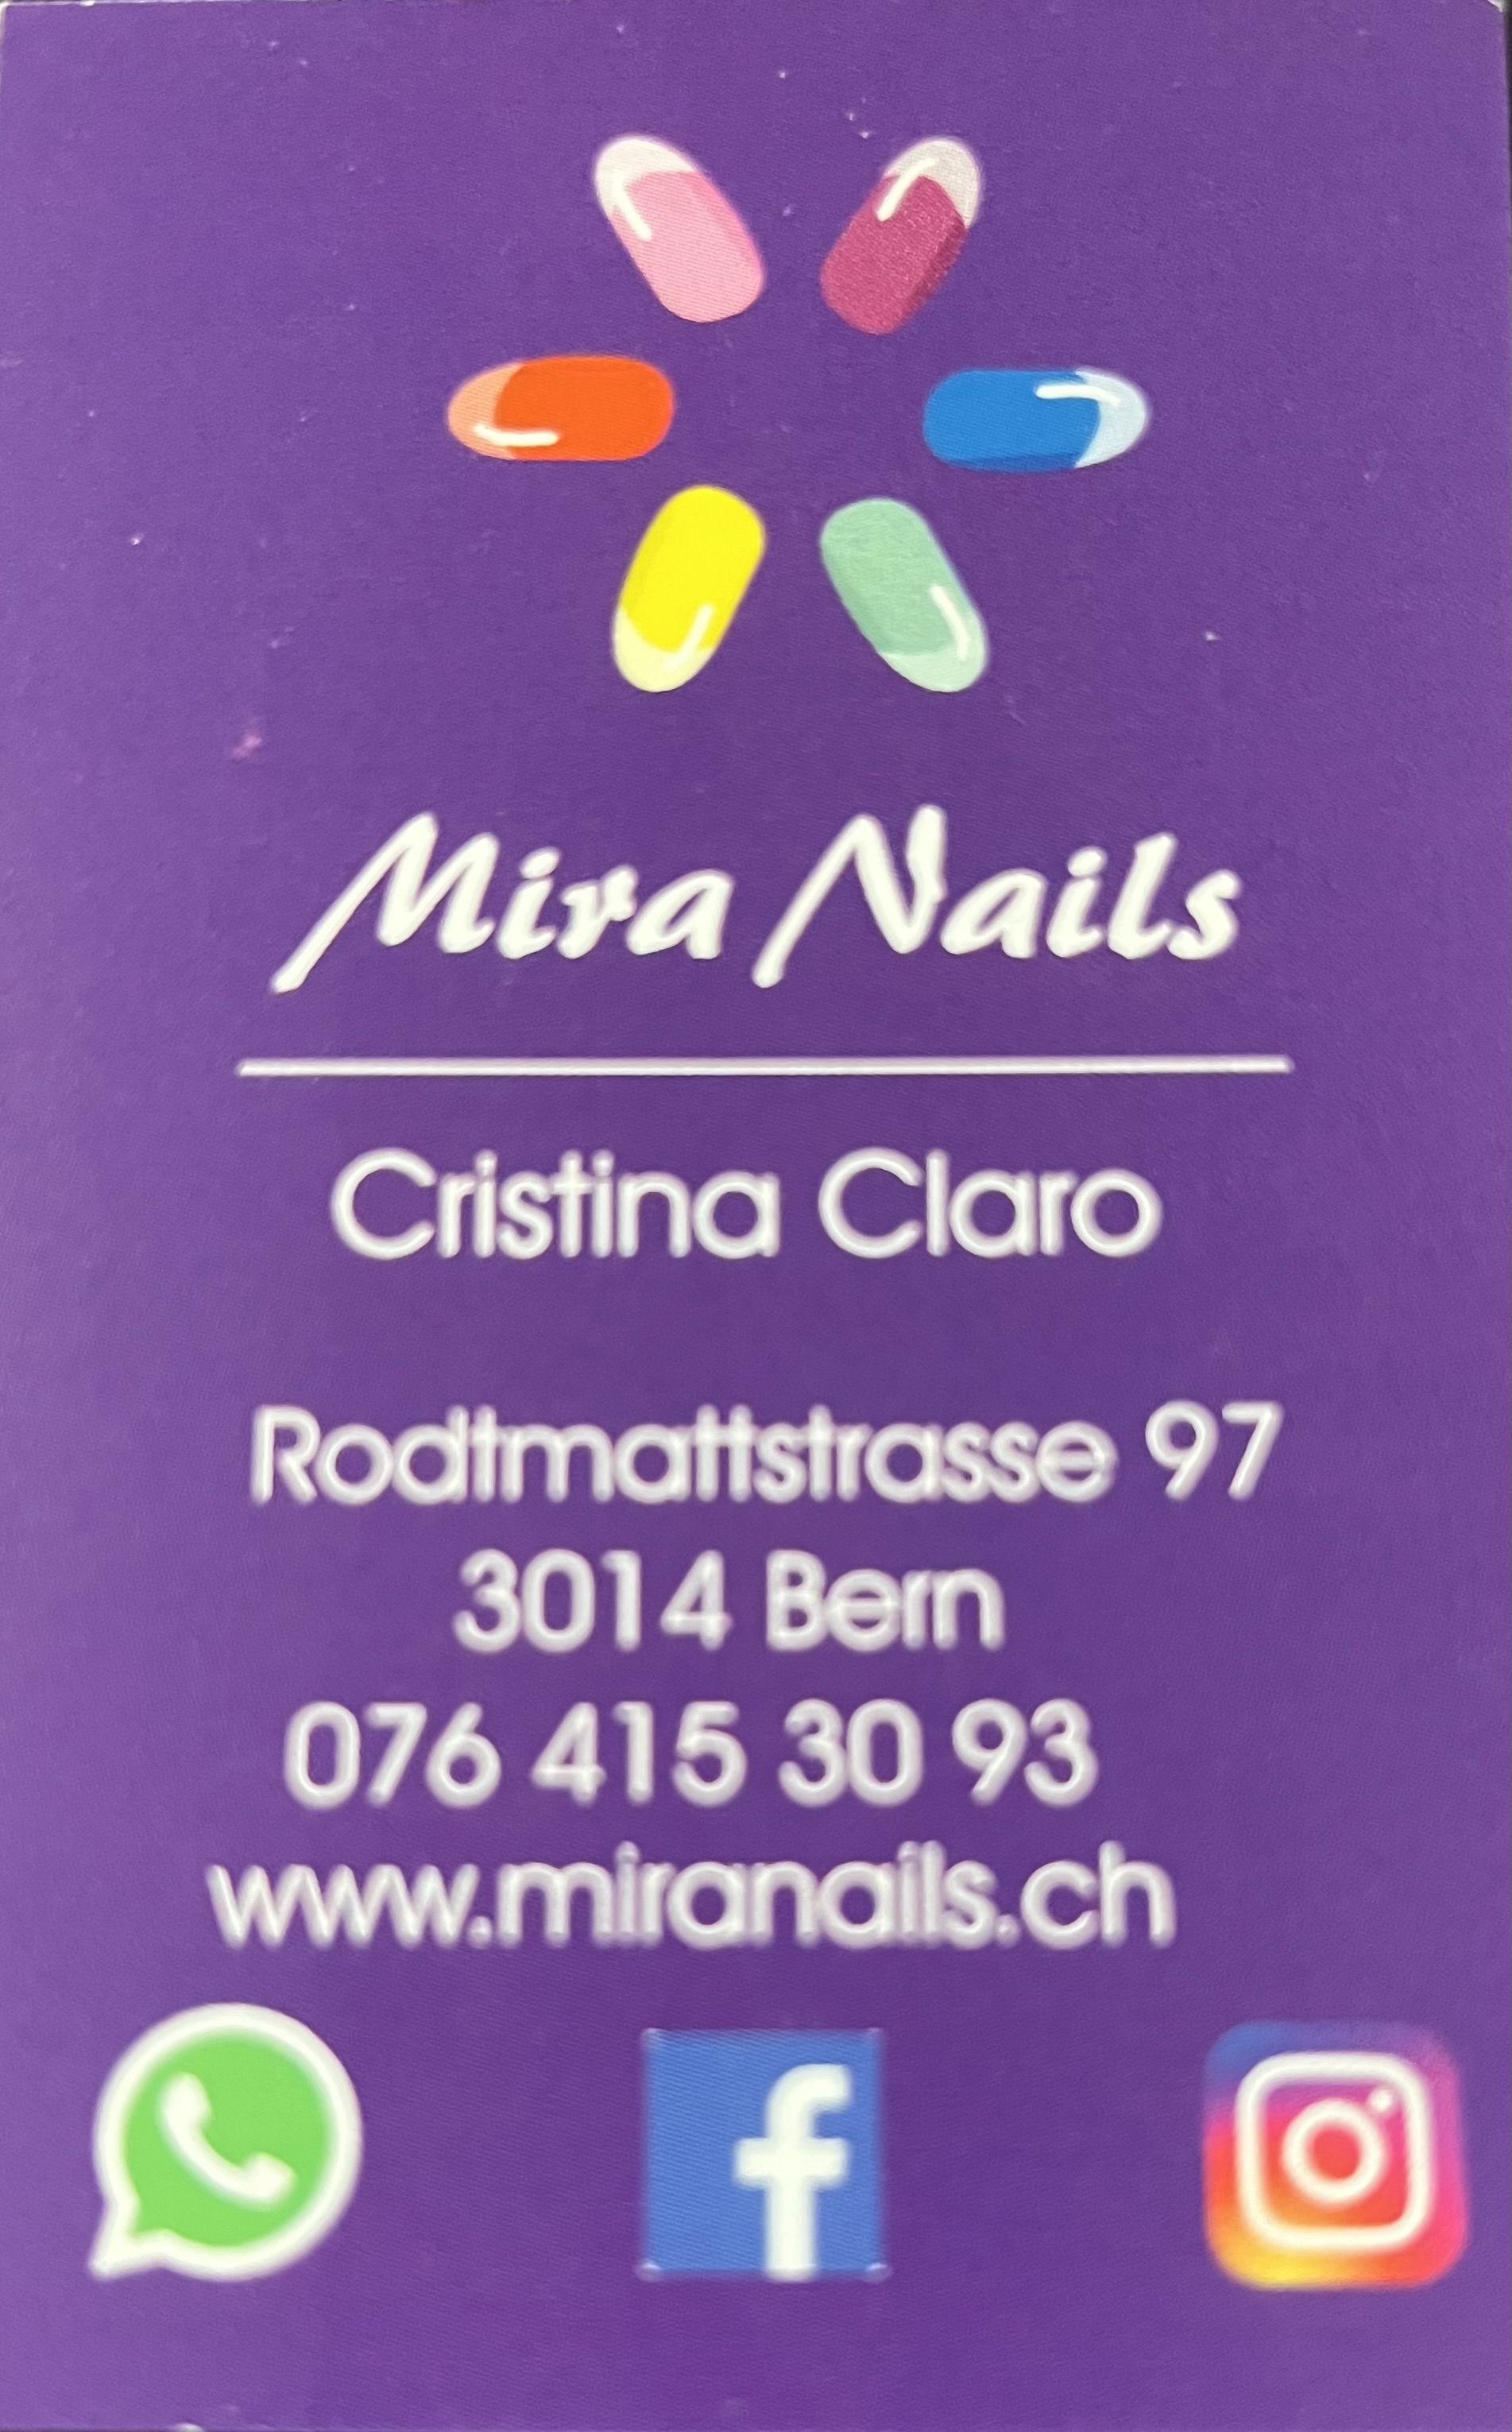 Mira Nails
Cristina Claro
Rodtmattstrasse 97
3014 Bern
076 415 30 93
www.miranails.ch